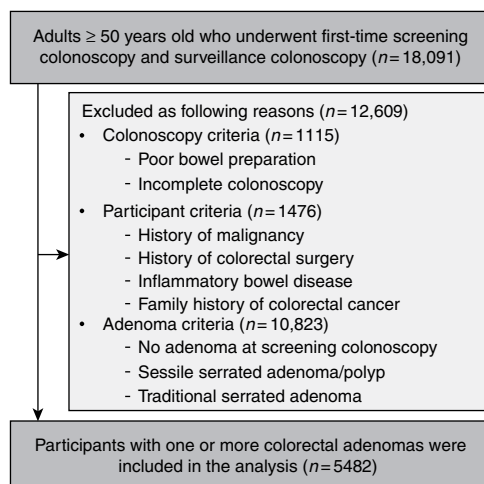 Adults ≥ 50 years old who underwent first-time screening
colonoscopy and surveillance colonoscopy (n=18,091)
Excluded as following reasons (n=12,609)
• Colonoscopy criteria (n=1115)
- Poor bowel preparation
- Incomplete colonoscopy
• Participant criteria (n=1476)
- History of malignancy
- History of colorectal surgery
- Inflammatory bowel disease
- Family history of colorectal cancer
• Adenoma criteria (n=10,823)
- No adenoma at screening colonoscopy
- Sessile serrated adenoma/polyp
- Traditional serrated adenoma
Participants with one or more colorectal adenomas were
included in the analysis (n=5482)